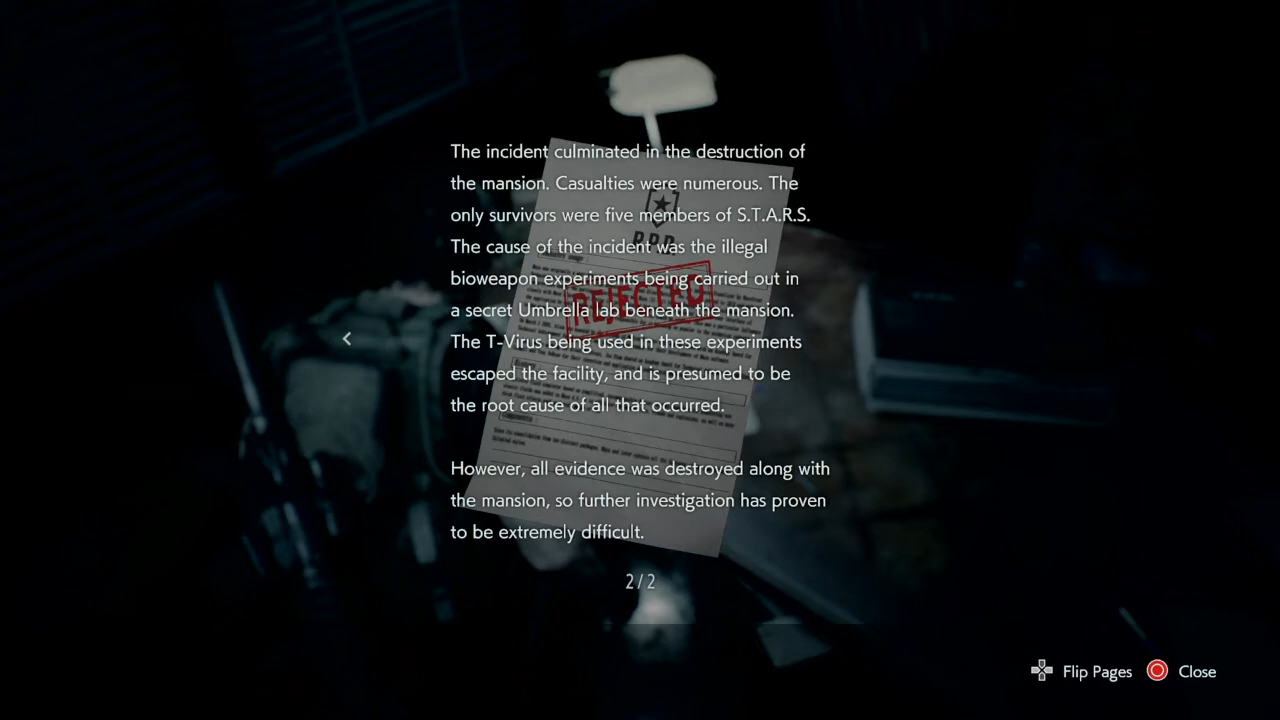 The incident culminated in the destruction of
the mansion. Casualties were numerous. The
only survivors were five members of S.T.A.R.S.
The cause of the incident was the illegal
bioweapon experiments being carried out in
a secret Umbrella lab beneath the mansion.
The T-Virus being used in these experiments
escaped the facility, and is presumed to be
the root cause of all that occurred.
However, all evidence was destroyed along with
the mansion, so further investigation has proven
to be extremely difficult.
R.P.D.
REJECTED
2/2
Flip Pages Close